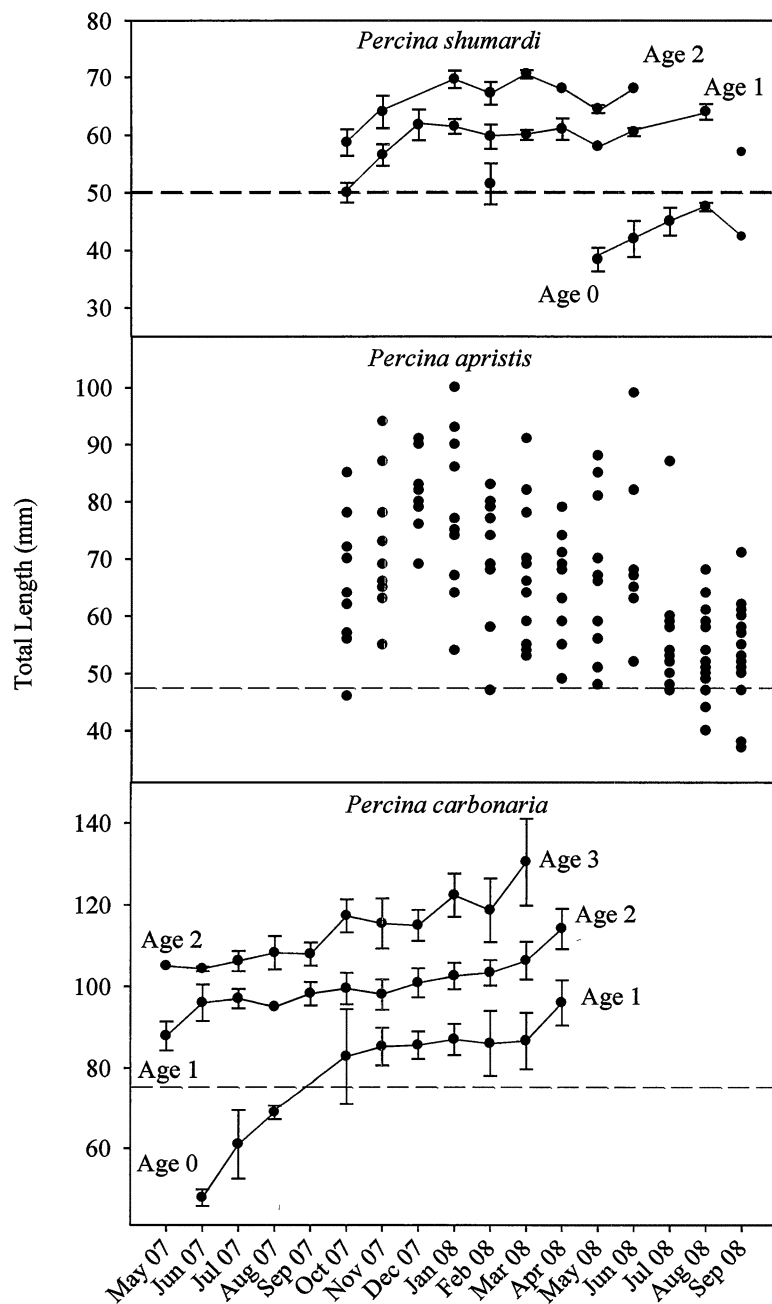 Percina shumardi
80
70
60
50
40
30
Age 2
Age 1
Age 0
Percina apristis
100
90
80
70
60
50
40
Total Length (mm)
Percina carbonaria
140
120
100
80
60
Age 3
Age 2
Age 2
Age 1
Age 1
Age 0
May 07
Jun 07
Jul 07
Aug 07
Sep 07
Oct 07
Nov 07
Dec 07
Jan 08
Feb 08
Mar 08
Apr 08
May 08
Jun 08
Jul 08
Aug 08
Sep 08